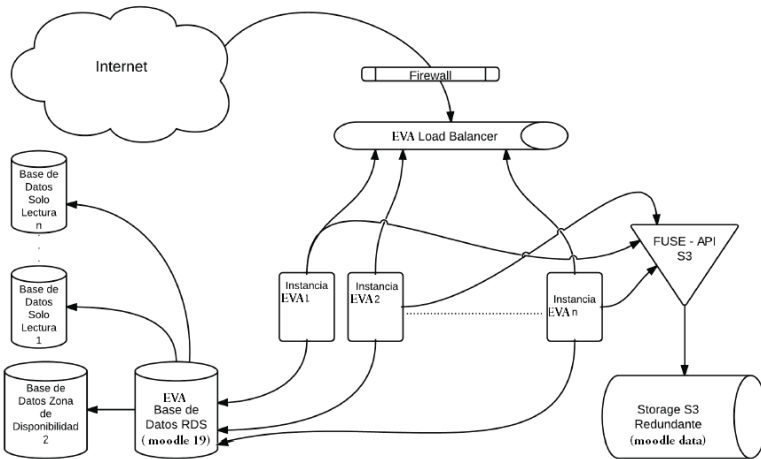 Internet
Firewall
EVA Load Balancer
Base de
Datos
Solo
Lectura
n
FUSE - API
S3
Instancia
EVA1
Instancia
EVA2
Instancia
EVA n
Base de
Datos
Solo
Lectura
1
Base de
Datos Zona
de
Disponibilidad
2
EVA
Base de
Datos RDS
( moodle 19)
Storage S3
Redundante
(moodle data)